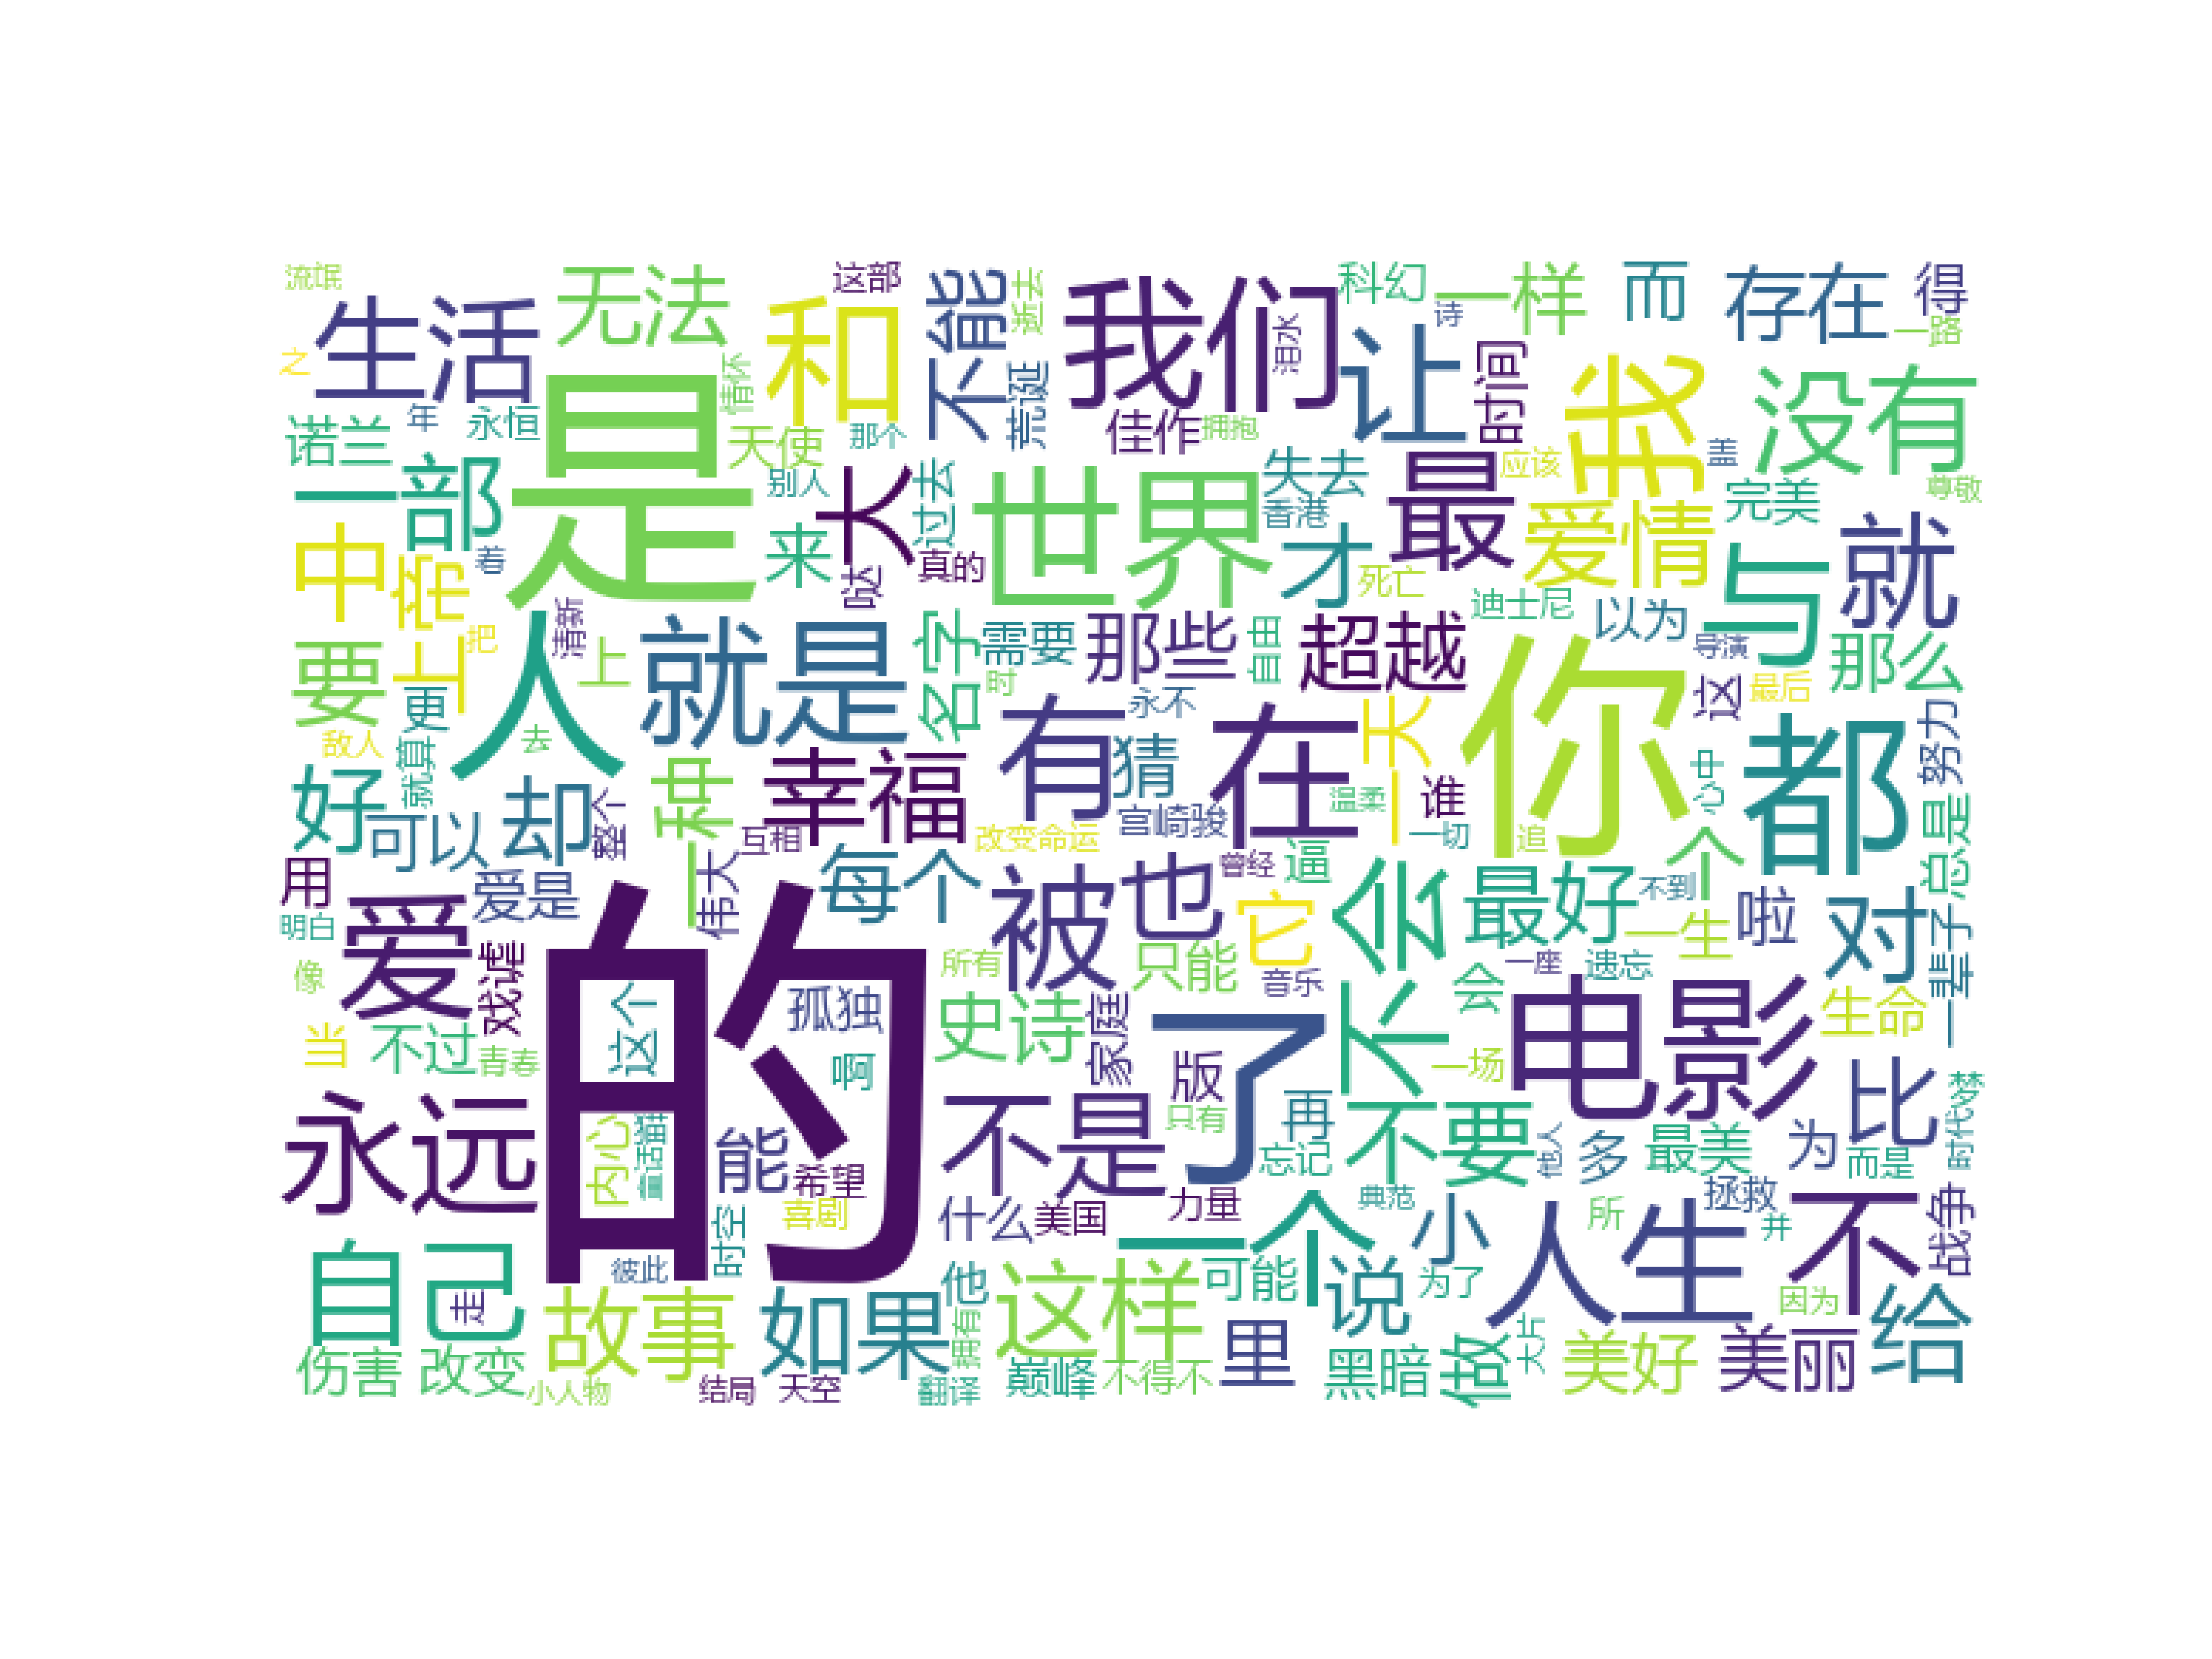 流氓
生活
无法
这部
和
不能
逝去
我们
泪水
科幻
一样
诗
而
存在
得
一路
之
是
情怀
荒诞
让
时间
我
没有
诺兰
年
永恒
天使
那个
佳作
拥抱
应该
盖
尊敬
一部
别人
大
过去
世界
失去
香港
最
爱情
完美
中
上帝
着
来
哒
真的
才
死亡
与
就
迪士尼
以为
要
把
清新
上
人
就是
名字
需要
时
那些
自由
超越
你
导演
这
最后
那么
更
敌人
去
就算
有
永不
猜
在
一天
都
努力
好
可以
却
整个
一种
幸福
互相
宫崎骏
温柔
谁
一切
追
心中
个
总是
用
爱是
伟大
每个
改变命运
曾经
逼
不会
最好
不到
明白
爱
戏谑
的
被
也
它
一生
啦
对
一辈子
像
这个
孤独
所有
只能
音乐
会
一座
遗忘
当
不过
青春
啊
史诗
家庭
版
了
一场
电影
生命
永远
内心
童话
猫
能
希望
不是
只有
再
忘记
不要
他人
多
最美
为
比
而是
时代
梦
自己
走
彼此
时空
喜剧
什么
美国
力量
一个
典范
小
人生
所
拯救
并
不
战争
故事
如果
他
这样
可能
说
为了
因为
给
伤害
改变
小人物
结局
天空
拥有
翻译
巅峰
不得不
里
黑暗
做
大片
美好
美丽